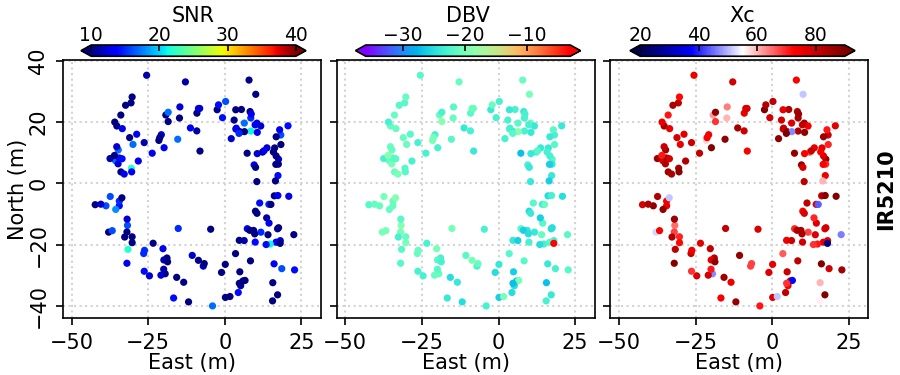 SNR DBV Xc
10 20 30 40 −30 −20 −10 20 40 60 80
40
20
0
−20
−40
North (m)
−50 −25 0 25 −50 −25 0 25 −50 −25 0 25
East (m) East (m) East (m)
IR5210